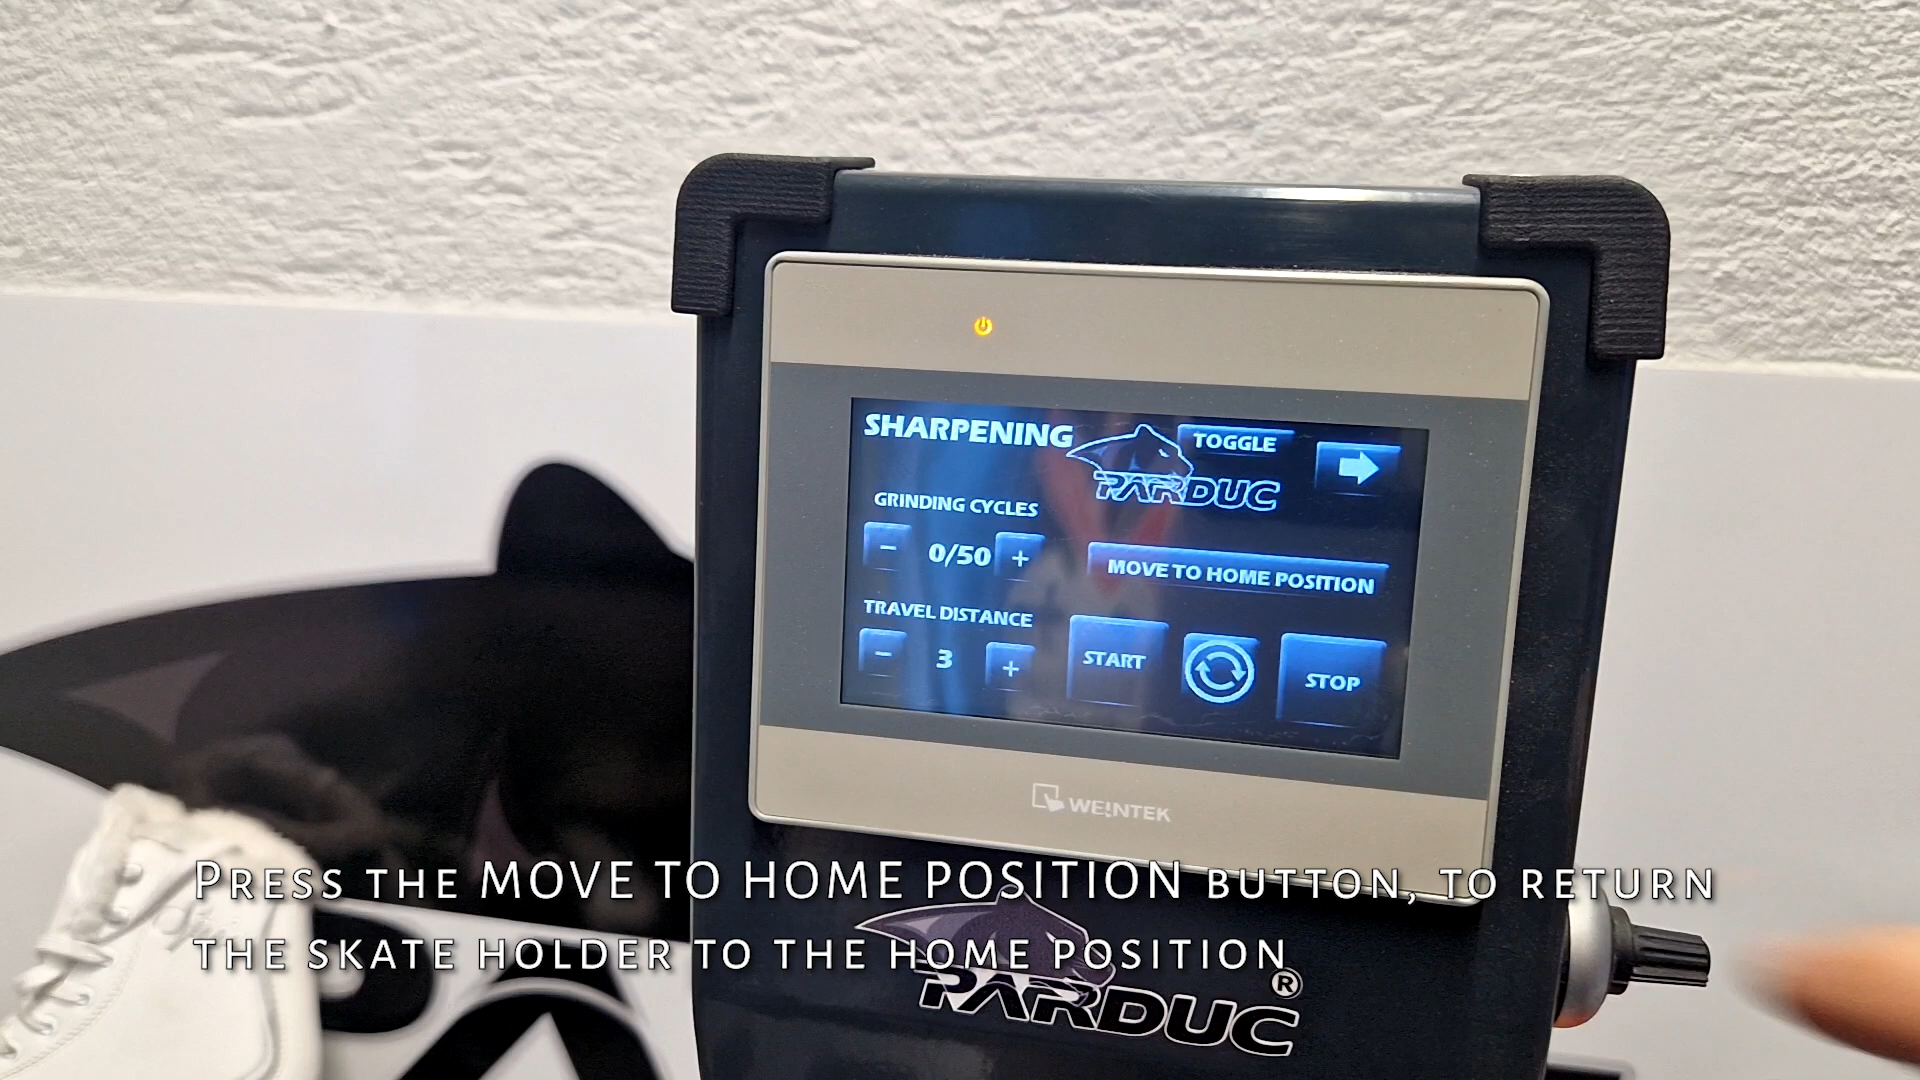 SHARPENING
TOGGLE
PARDUC
GRINDING CYCLES
- 0/50 +
MOVE TO HOME POSITION
TRAVEL DISTANCE
- 3 +
START
STOP
WEINTEK
Press the MOVE TO HOME POSITION button, to return
the skate holder to the home position
PARDUC®